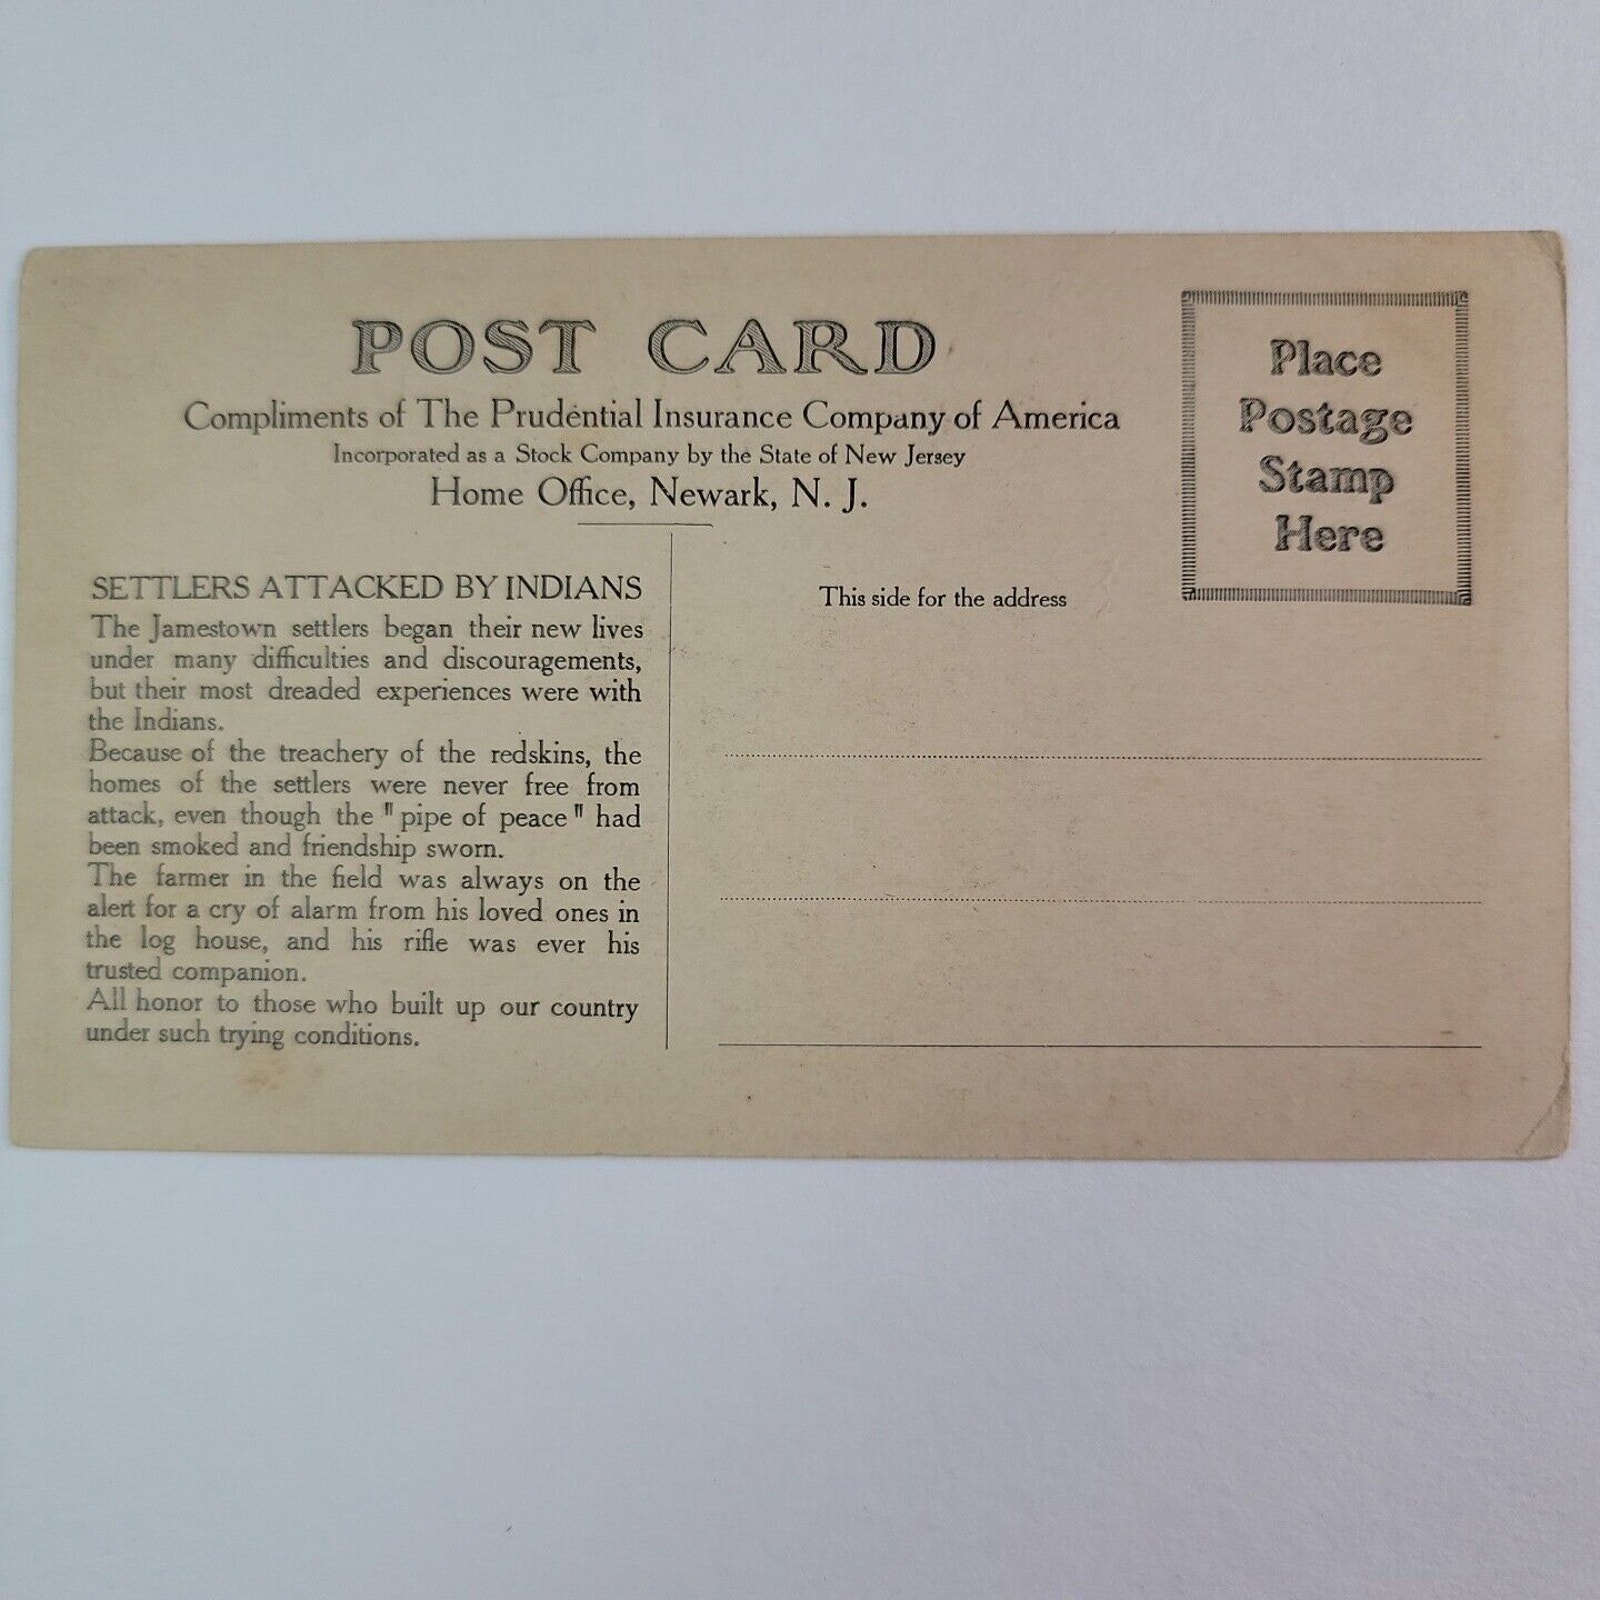 POST CARD
Compliments of The Prudential Insurance Company of America
Incorporated as a Stock Company by the State of New Jersey
Home Office, Newark, N. J.
Place
Postage
Stamp
Here
SETTLERS ATTACKED BY INDIANS
The Jamestown settlers began their new lives
under many difficulties and discouragements,
but their most dreaded experiences were with
the Indians.
Because of the treachery of the redskins, the
homes of the settlers were never free from
attack, even though the "pipe of peace" had
been smoked and friendship sworn.
The farmer in the field was always on the
alert for a cry of alarm from his loved ones in
the log house, and his rifle was ever his
trusted companion.
All honor to those who built up our country
under such trying conditions.
This side for the address